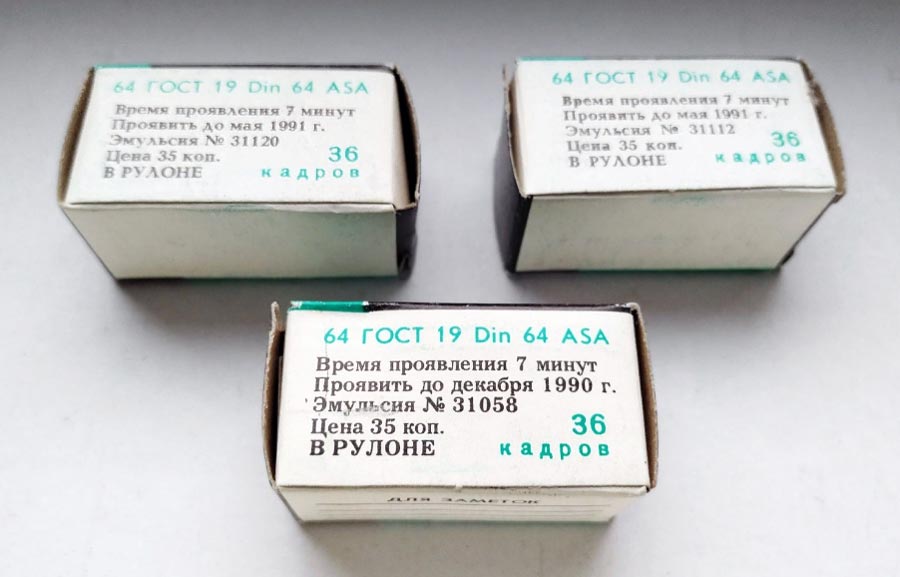 64 ГОСТ 19 Din 64 ASA
Время проявления 7 минут
Проявить до мая 1991 г.
Эмульсия № 31120
Цена 35 коп.
В РУЛОНЕ
36
кадров
64 ГОСТ 19 Din 64 ASA
Время проявления 7 минут
Проявить до мая 1991 г.
Эмульсия № 31112
Цена 35 коп.
В РУЛОНЕ
36
кадров
64 ГОСТ 19 Din 64 ASA
Время проявления 7 минут
Проявить до декабря 1990 г.
Эмульсия № 31058
Цена 35 коп.
В РУЛОНЕ
36
кадров
ДЛЯ ЗАМЕТОК